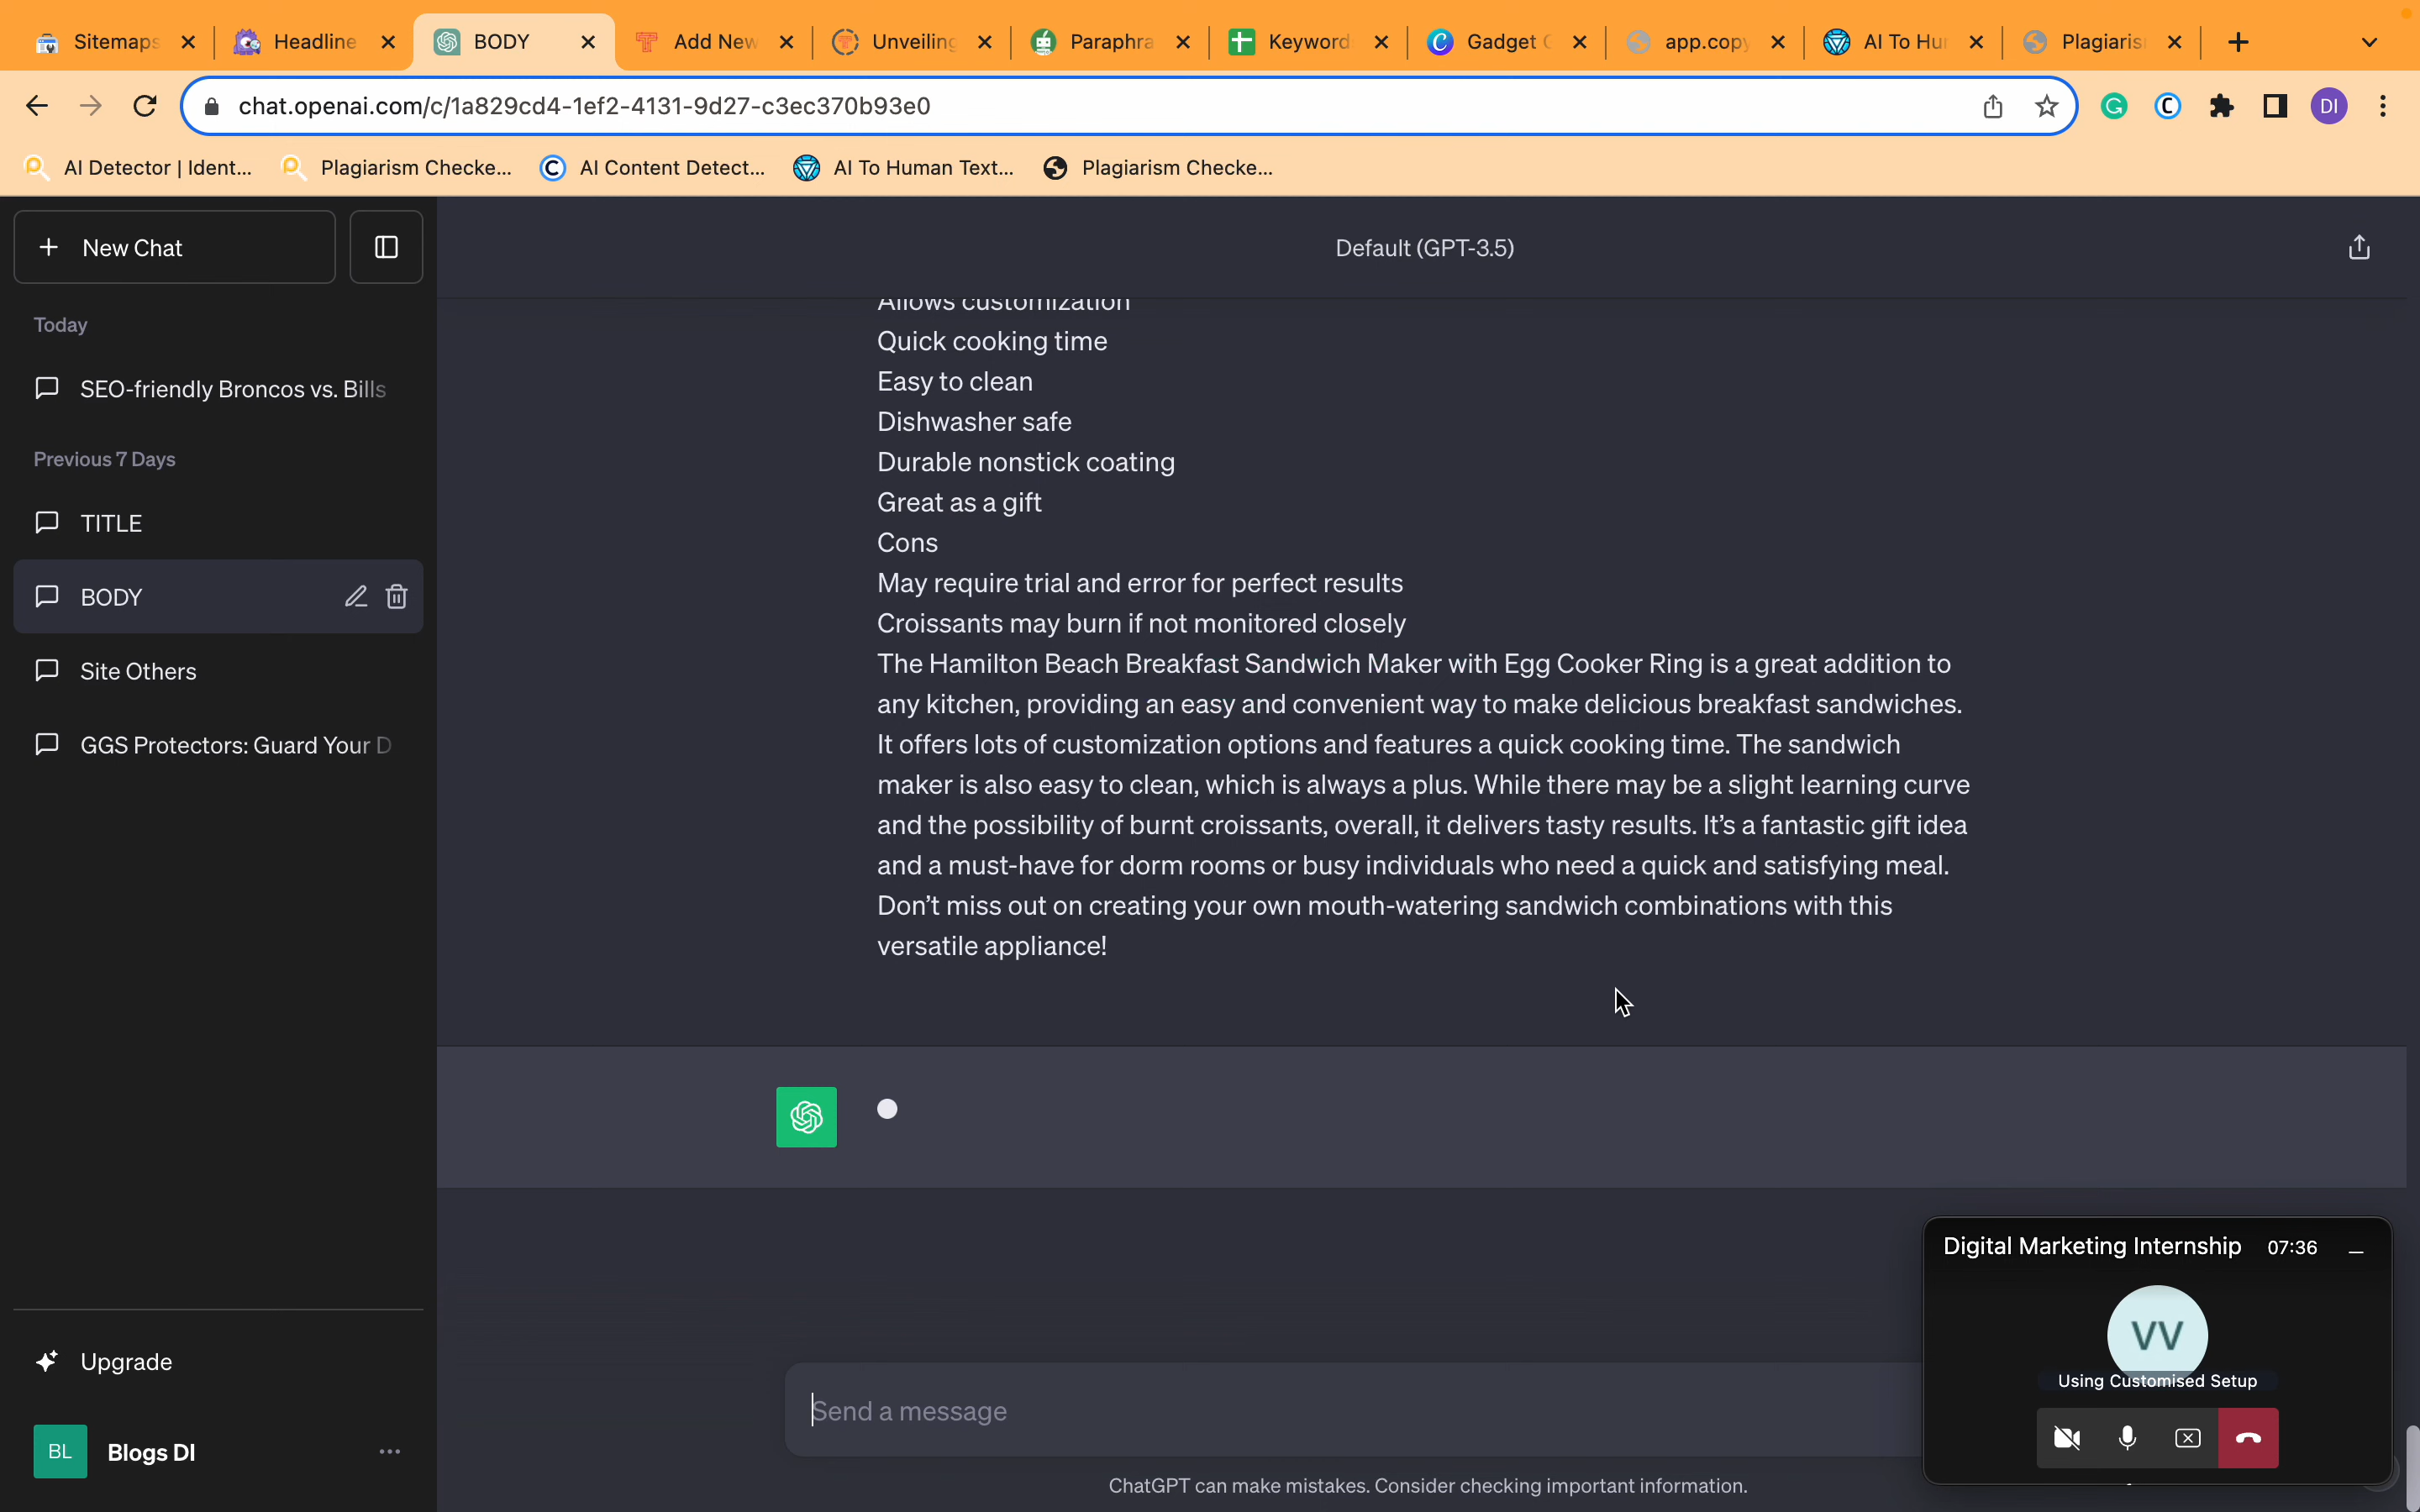 Sitemaps
Headline
BODY
Add New
Unveiling
Paraphra
Keyword
Gadget
app.copy
AI To Hu
Plagiaris
chat.openai.com/c/1a829cd4-1ef2-4131-9d27-c3ec370b93e0
DI
AI Detector | Ident...
Plagiarism Checke...
AI Content Detect...
AI To Human Text...
Plagiarism Checke...
New Chat
Today
SEO-friendly Broncos vs. Bills
Previous 7 Days
TITLE
BODY
Site Others
GGS Protectors: Guard Your D
Upgrade
BL
Blogs DI
Default (GPT-3.5)
Allows customization
Quick cooking time
Easy to clean
Dishwasher safe
Durable nonstick coating
Great as a gift
Cons
May require trial and error for perfect results
Croissants may burn if not monitored closely
The Hamilton Beach Breakfast Sandwich Maker with Egg Cooker Ring is a great addition to
any kitchen, providing an easy and convenient way to make delicious breakfast sandwiches.
It offers lots of customization options and features a quick cooking time. The sandwich
maker is also easy to clean, which is always a plus. While there may be a slight learning curve
and the possibility of burnt croissants, overall, it delivers tasty results. It’s a fantastic gift idea
and a must-have for dorm rooms or busy individuals who need a quick and satisfying meal.
Don’t miss out on creating your own mouth-watering sandwich combinations with this
versatile appliance!
Send a message
ChatGPT can make mistakes. Consider checking important information.
Digital Marketing Internship 07:36
VV
Using Customised Setup